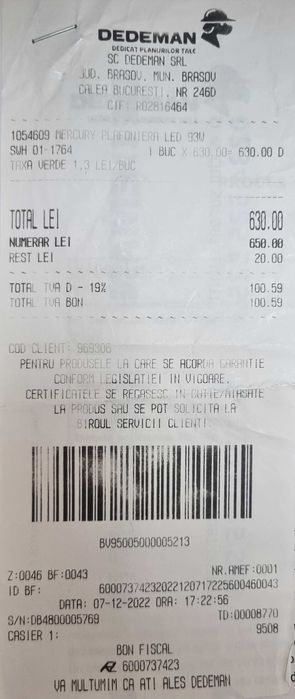 DEDEMAN
DEDICAT PLANURILOR TALE
SC DEDEMAN SRL
JUD. BRASOV, MUN. BRASOV
CALEA BUCURESTI, NR 246D
CIF: RO2816464
1054609 MERCURY PLAFONIERA LED 93W
SWH 01-1764 1 BUC X 630.00= 630.00 D
TAXA VERDE 1,3 LEI/BUC
TOTAL LEI 630.00
NUMERAR LEI 650.00
REST LEI 20.00
TOTAL TVA D - 19% 100.59
TOTAL TVA BON 100.59
COD CLIENT: 969306
PENTRU PRODUSELE LA CARE SE ACORDA GARANTIE
CONFORM LEGISLATIEI IN VIGOARE,
CERTIFICATELE SE REGASESC IN CUTIE/ATASATE
LA PRODUS SAU SE POT SOLICITA LA
BIROUL SERVICII CLIENTI.
BV95005000005213
Z:0046 BF:0043 NR.AMEF:0001
ID BF: 60007374232022120717225600460043
DATA: 07-12-2022 ORA: 17:22:56
S/N:DB4800005769 TD:00008770
CASIER 1: 9508
BON FISCAL
6000737423
VA MULTUMIM CA ATI ALES DEDEMAN